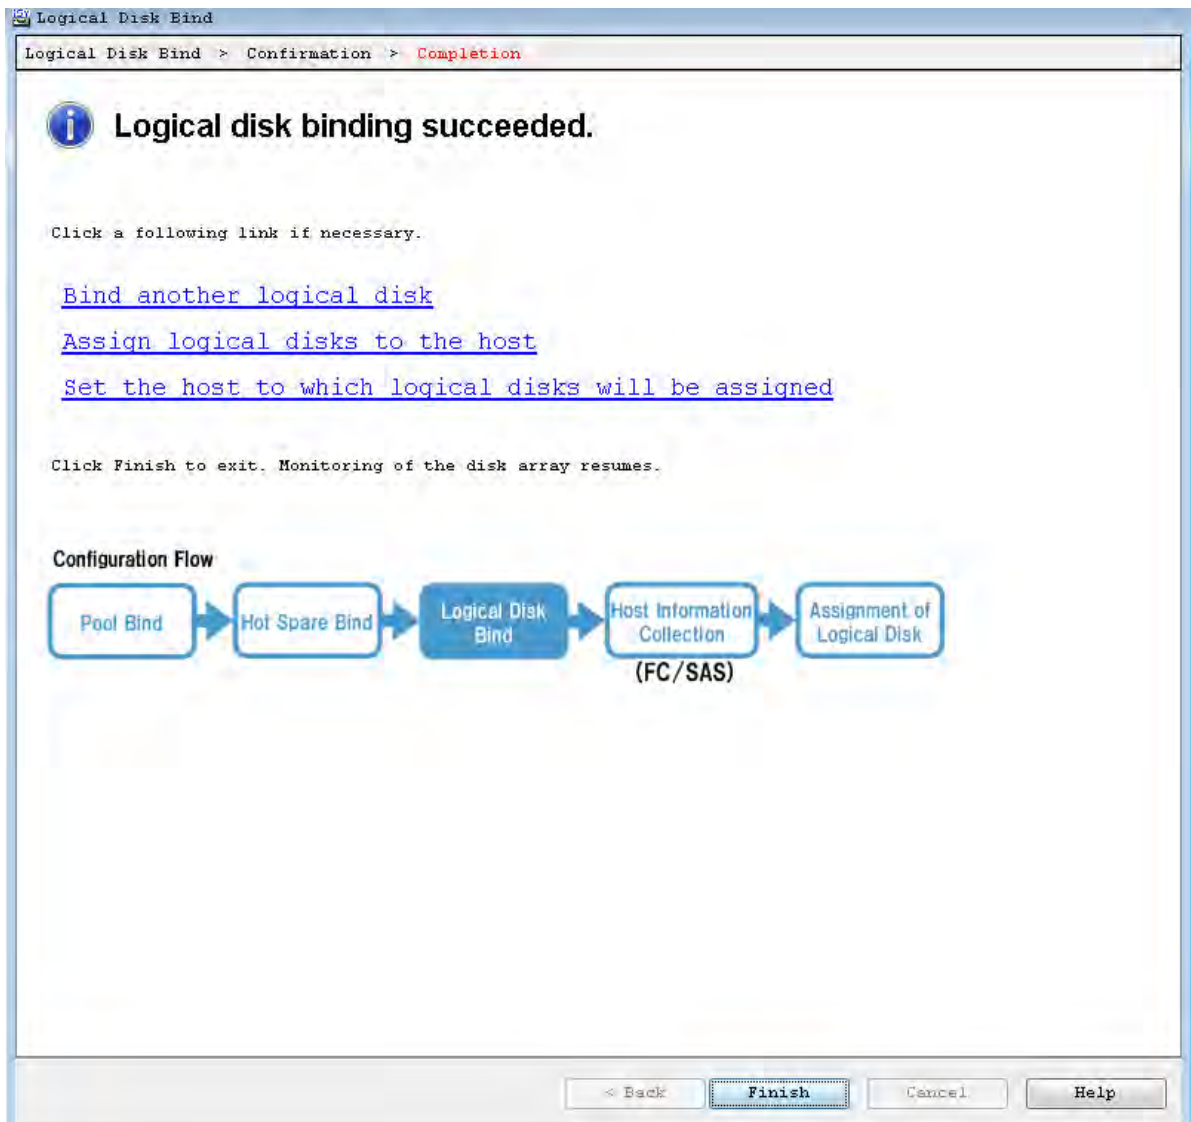 Logical Disk Bind
Logical Disk Bind > Confirmation > Completion
Logical disk binding succeeded.
Click a following link if necessary.
Bind another logical disk
Assign logical disks to the host
Set the host to which logical disks will be assigned
Click Finish to exit. Monitoring of the disk array resumes.
Configuration Flow
Pool Bind
Hot Spare Bind
Logical Disk
Bind
Host Information
Collection
Assignment of
Logical Disk
(FC/SAS)
< Back
Finish
Cancel
Help